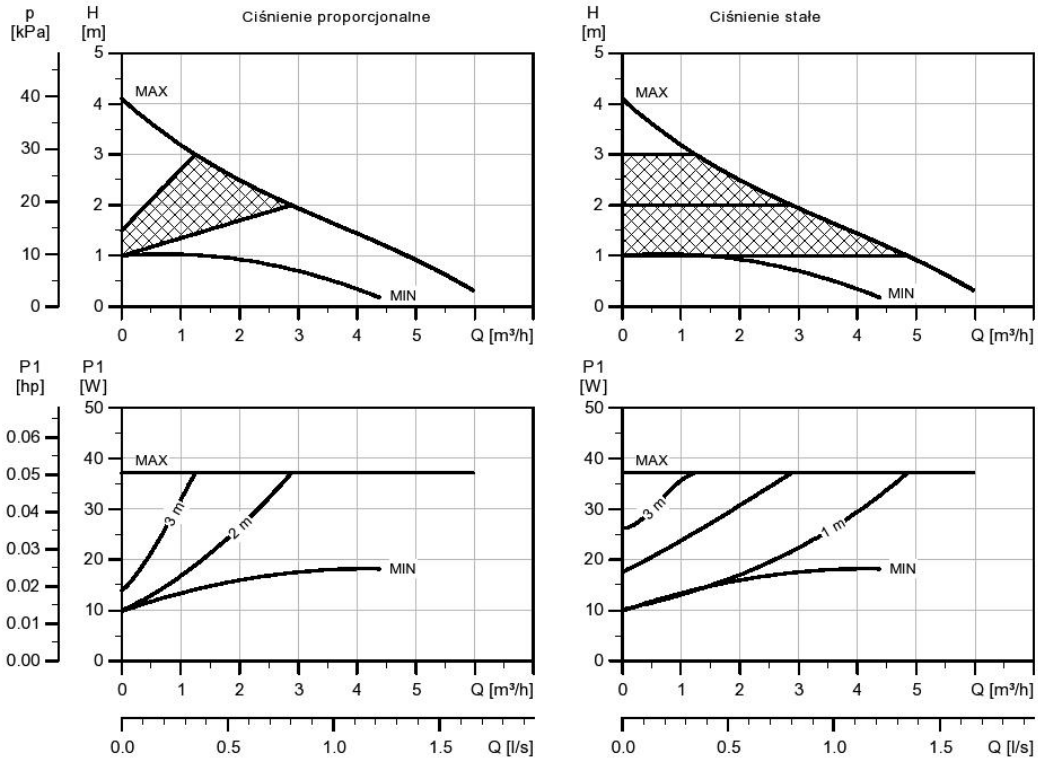 p H Ciśnienie proporcjonalne H Ciśnienie stałe
[kPa] [m] [m]
5 5
40 4 MAX 4 MAX
30 3 3
20 2 2
10 1 1
0 0 MIN 0 MIN
0 1 2 3 4 5 Q [m³/h] 0 1 2 3 4 5 Q [m³/h]
P1 P1 P1
[hp] [W] [W]
50 50
0.06 40 MAX 40 MAX
0.05
0.04 30 3 m 2 m 30 3 m 1 m
0.03 20 MIN 20 MIN
0.02
0.01 10 10
0.00 0 0
0 1 2 3 4 5 Q [m³/h] 0 1 2 3 4 5 Q [m³/h]
0.0 0.5 1.0 1.5 Q [l/s] 0.0 0.5 1.0 1.5 Q [l/s]